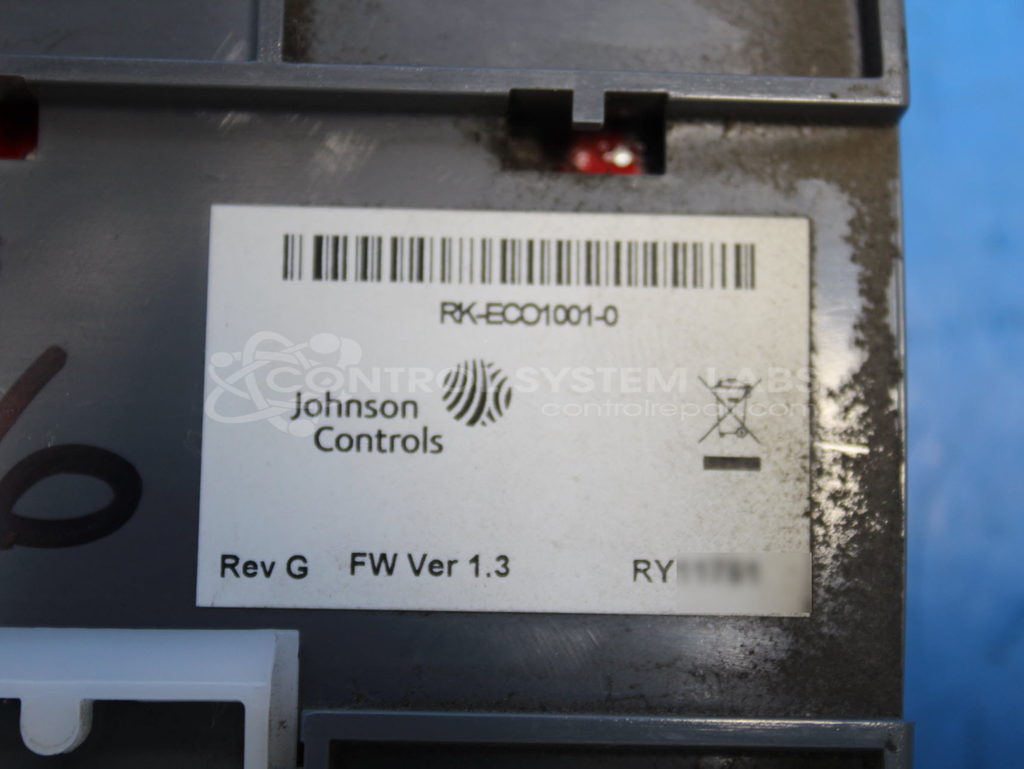 RK-ECO1001-0
CONTROL SYSTEM LABS
controlrepair.com
Johnson
Controls
Rev G FW Ver 1.3 RY